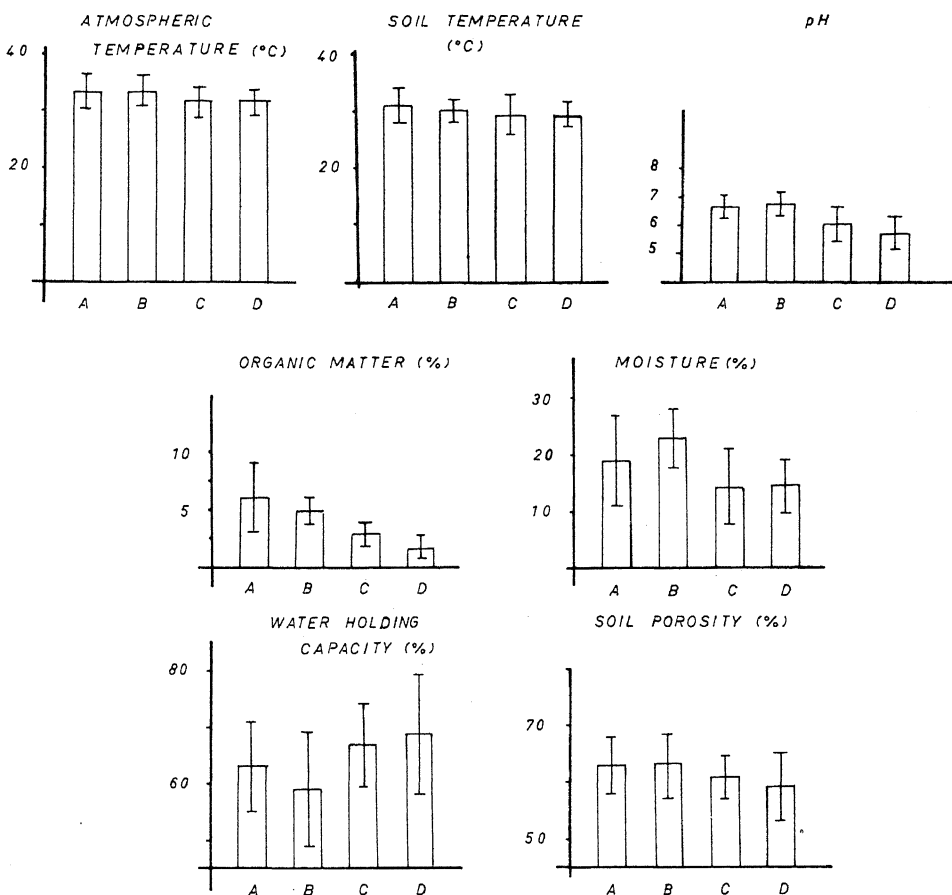 ATMOSPHERIC
TEMPERATURE (°C)
40
20
A B C D
SOIL TEMPERATURE
(°C)
40
20
A B C D
pH
8
7
6
5
A B C D
ORGANIC MATTER (%)
10
5
A B C D
MOISTURE (%)
30
20
10
A B C D
WATER HOLDING
CAPACITY (%)
80
60
A B C D
SOIL POROSITY (%)
70
50
A B C D